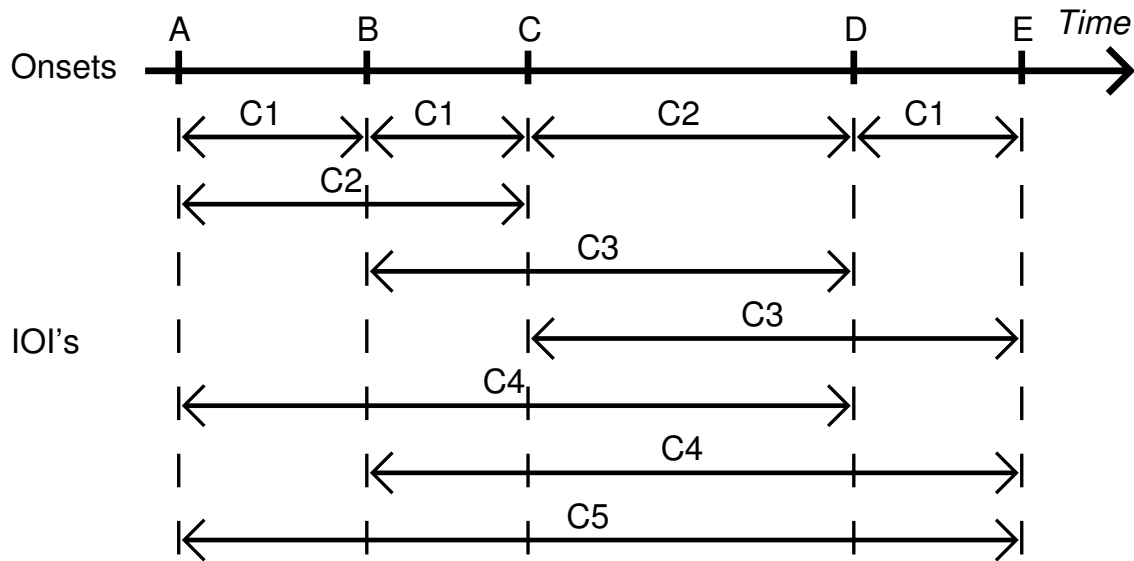 A B C D E Time
Onsets
C1 C1 C2 C1
C2
C3
C3
IOI's
C4
C4
C5